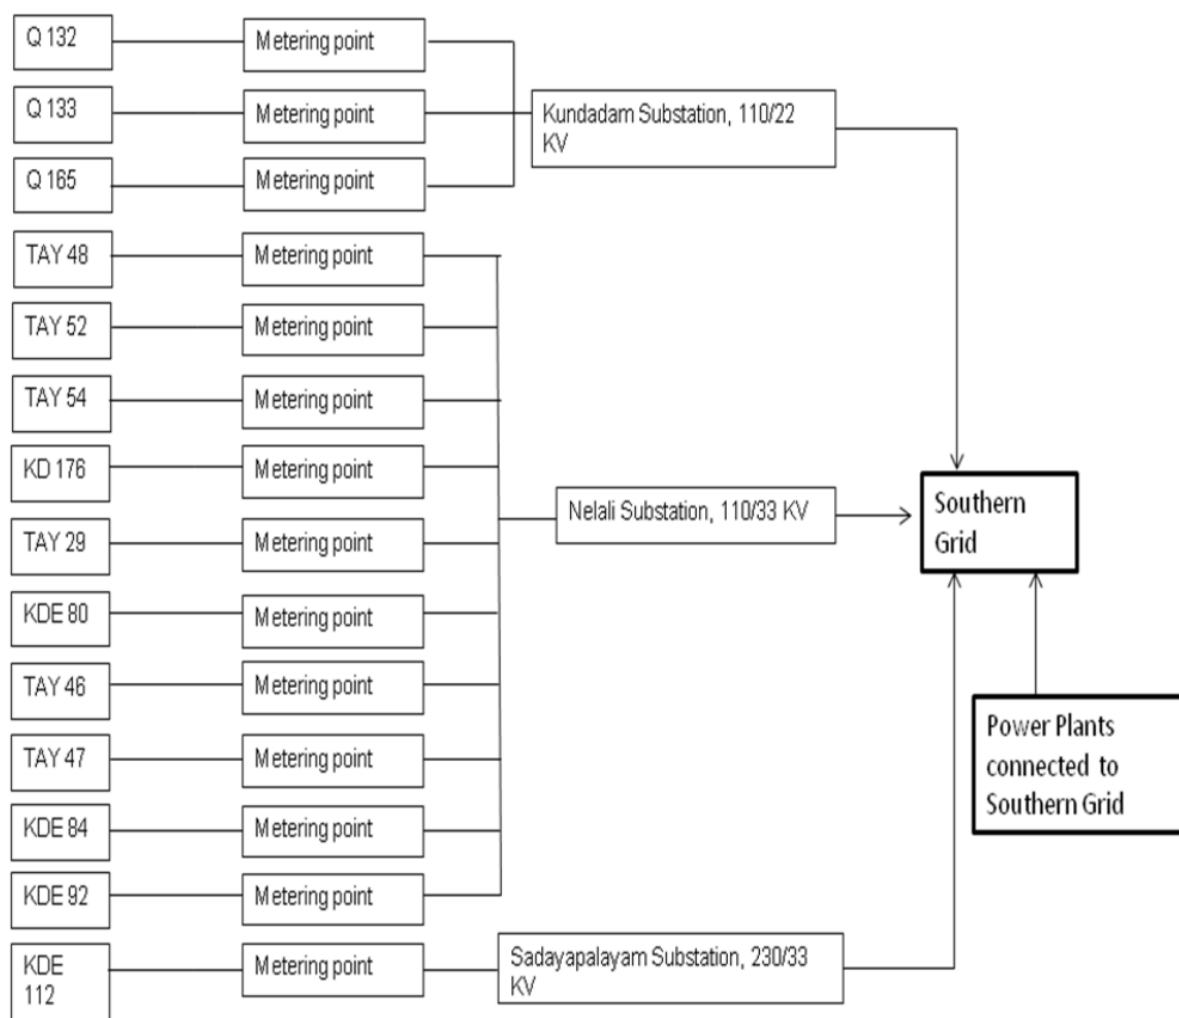 Q 132
Metering point
Q 133
Metering point
Kundadam Substation, 110/22
KV
Q 165
Metering point
TAY 48
Metering point
TAY 52
Metering point
TAY 54
Metering point
KD 176
Metering point
Nelali Substation, 110/33 KV
Southern
Grid
TAY 29
Metering point
KDE 80
Metering point
TAY 46
Metering point
Power Plants
connected to
Southern Grid
TAY 47
Metering point
KDE 84
Metering point
KDE 92
Metering point
KDE
112
Metering point
Sadayapalayam Substation, 230/33
KV